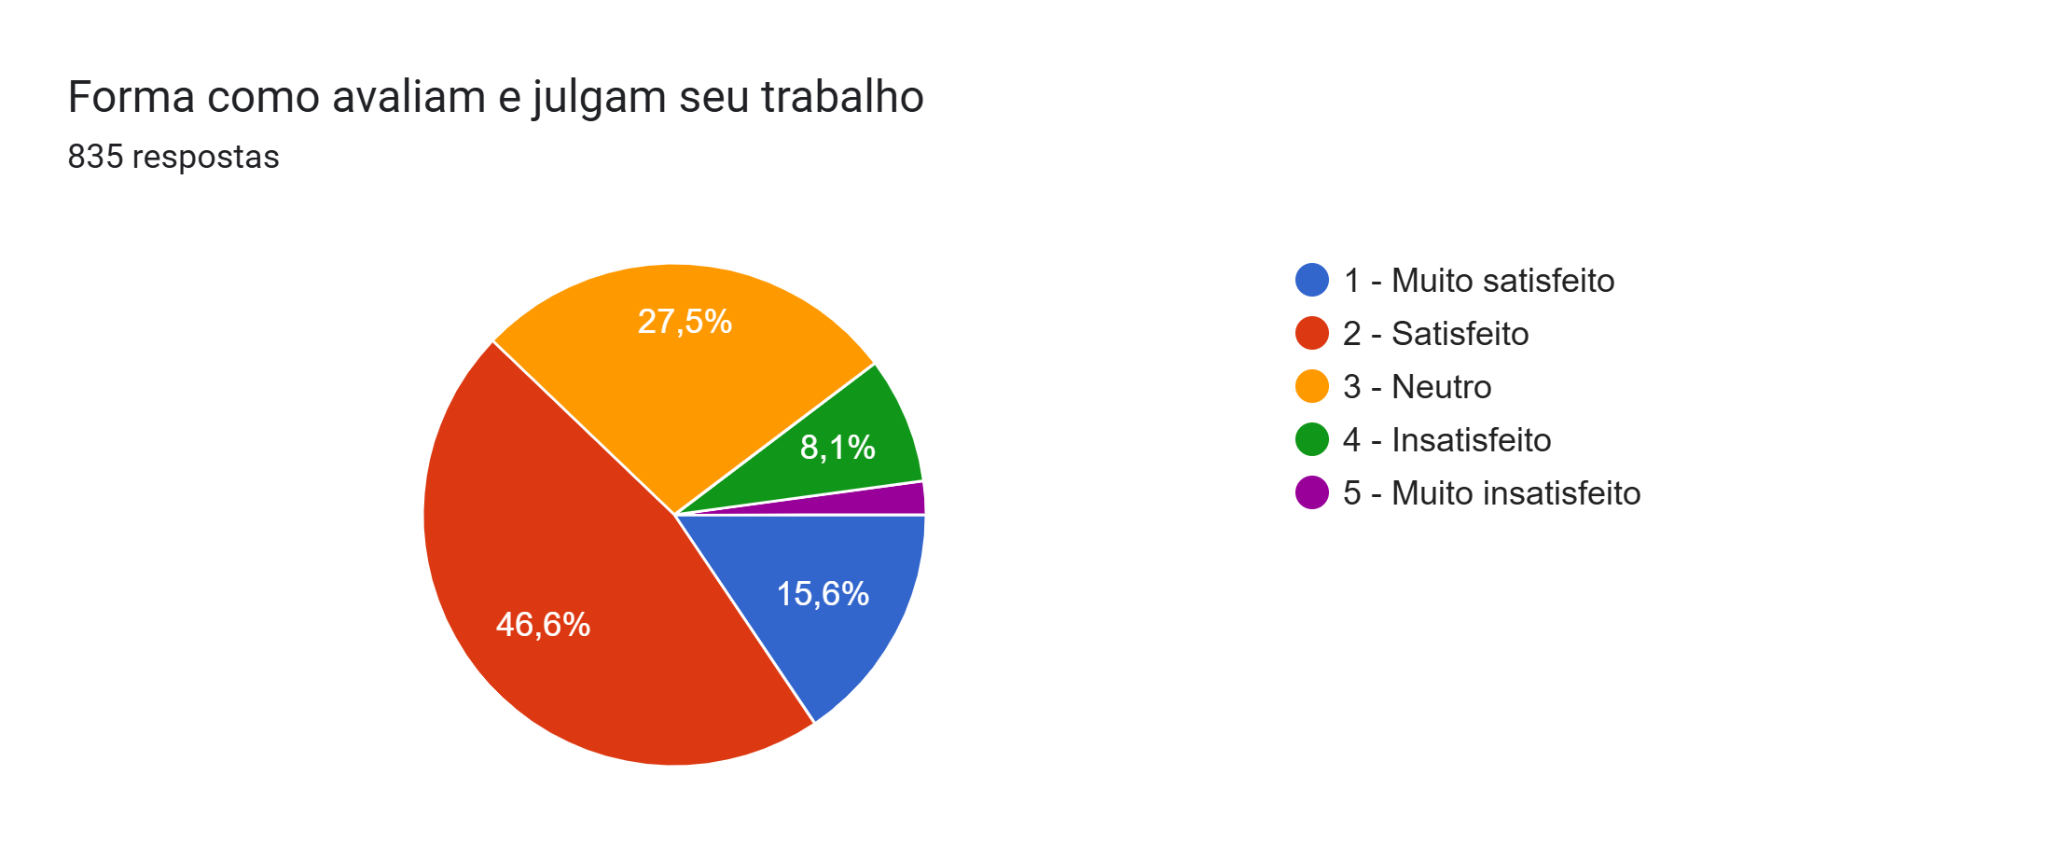 Forma como avaliam e julgam seu trabalho
835 respostas
27,5%
8,1%
15,6%
46,6%
1 - Muito satisfeito
2 - Satisfeito
3 - Neutro
4 - Insatisfeito
5 - Muito insatisfeito